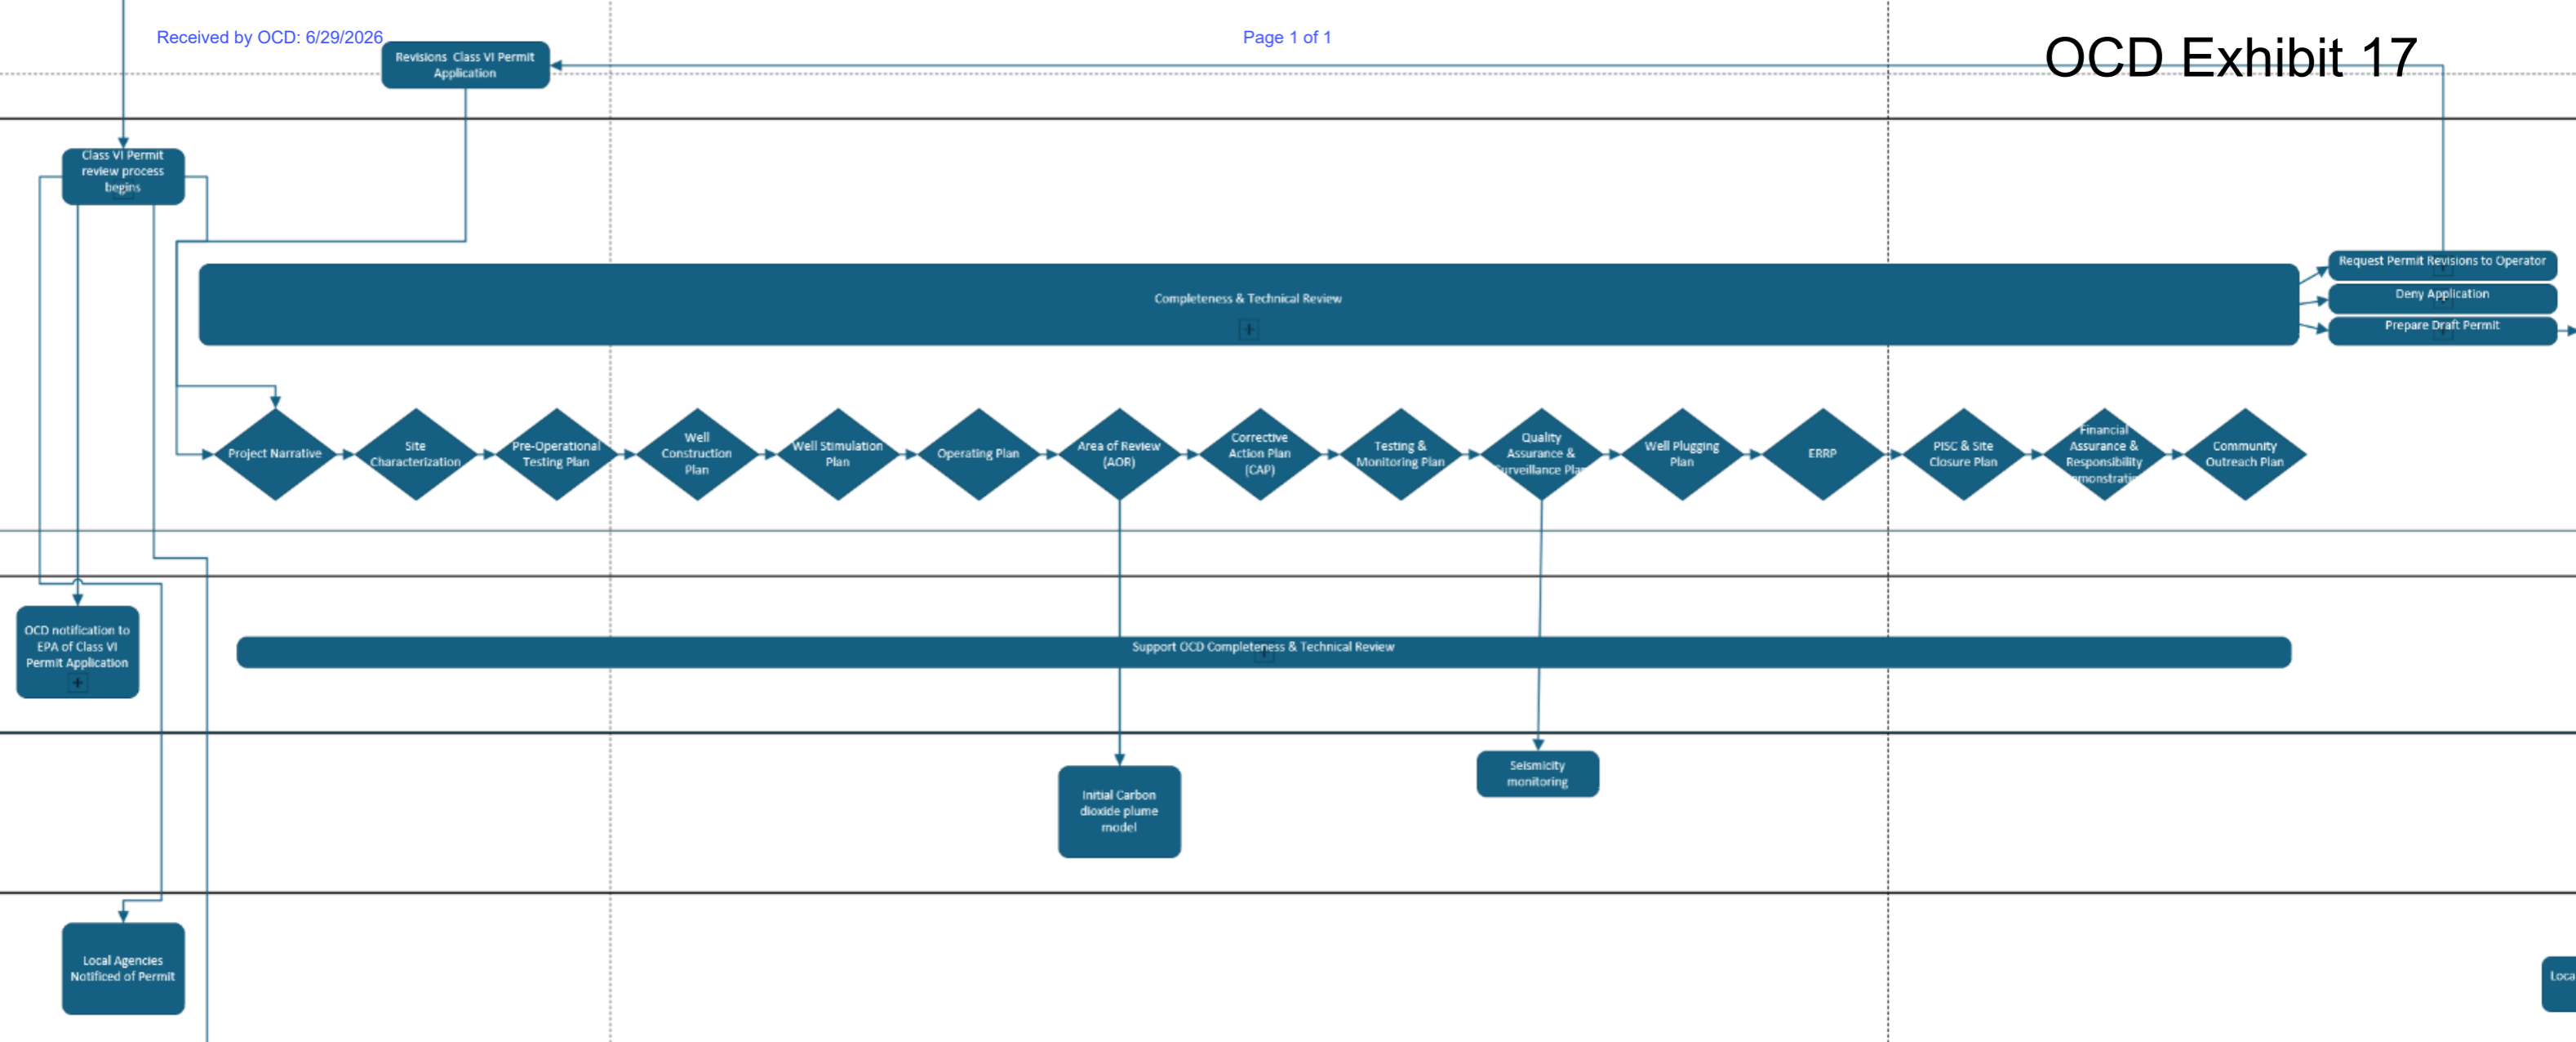 Received by OCD: 6/29/2026
Page 1 of 1
OCD Exhibit 17
Revisions Class VI Permit
Application
Class VI Permit
review process
begins
Completeness & Technical Review
Request Permit Revisions to Operator
Deny Application
Prepare Draft Permit
Project Narrative
Site
Characterization
Pre-Operational
Testing Plan
Well
Construction
Plan
Well Stimulation
Plan
Operating Plan
Area of Review
(AOR)
Corrective
Action Plan
(CAP)
Testing &
Monitoring Plan
Quality
Assurance &
Surveillance Plan
Well Plugging
Plan
ERRP
PISC & Site
Closure Plan
Financial
Assurance &
Responsibility
monstrati
Community
Outreach Plan
OCD notification to
EPA of Class VI
Permit Application
Support OCD Completeness & Technical Review
Initial Carbon
dioxide plume
model
Seismicity
monitoring
Local Agencies
Notificed of Permit
Loca